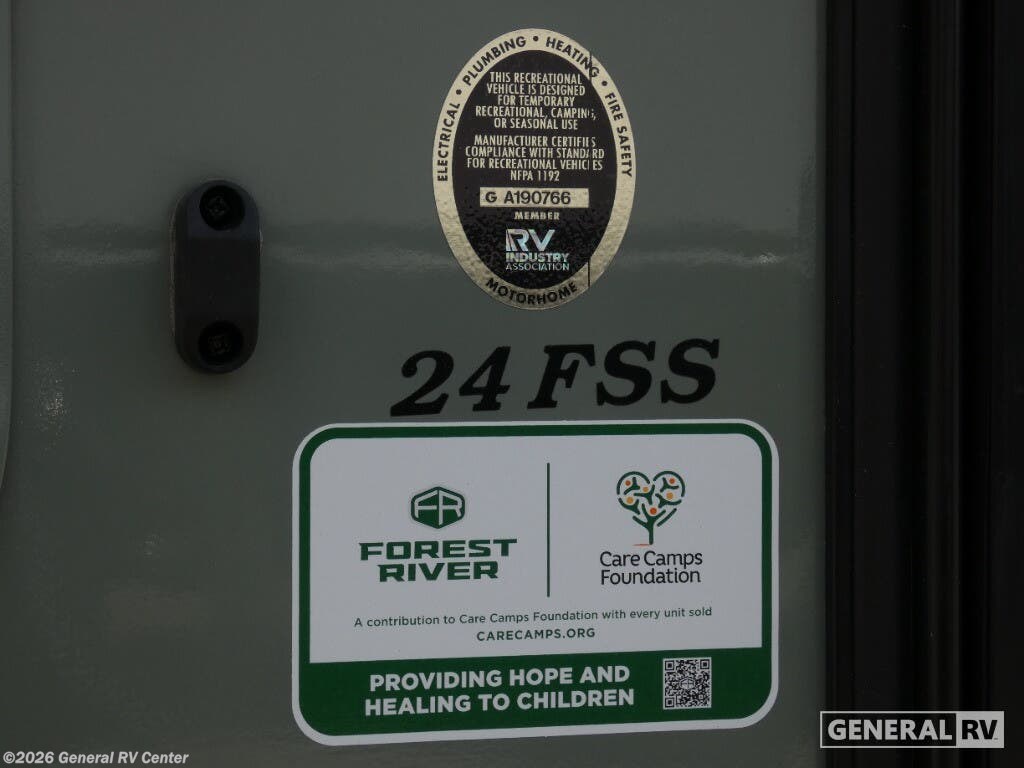 ELECTRICAL • PLUMBING • HEATING • FIRE SAFETY
THIS RECREATIONAL
VEHICLE IS DESIGNED
FOR TEMPORARY
RECREATIONAL, CAMPING,
OR SEASONAL USE
MANUFACTURER CERTIFIES
COMPLIANCE WITH STANDARD
FOR RECREATIONAL VEHICLES
NFPA 1192
G A190766
MEMBER
RV
INDUSTRY
ASSOCIATION
MOTORHOME
24 FSS
FR
FOREST
RIVER
Care Camps
Foundation
A contribution to Care Camps Foundation with every unit sold
CARECAMPS.ORG
PROVIDING HOPE AND
HEALING TO CHILDREN
GENERAL RV
©2026 General RV Center